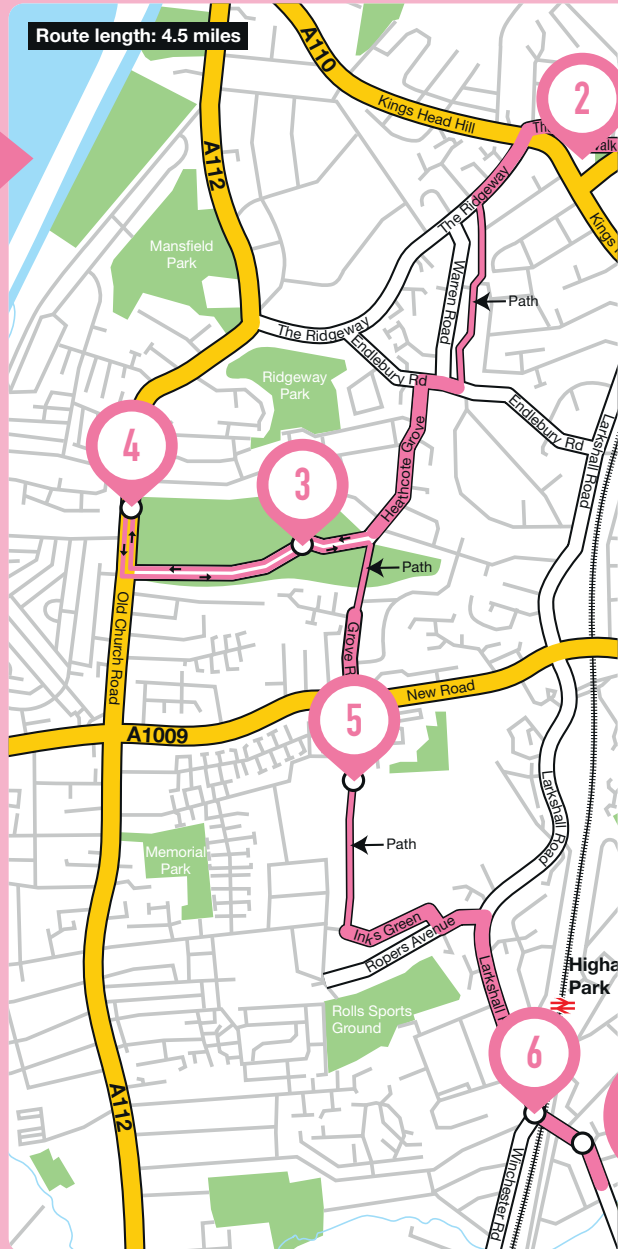 Route length: 4.5 miles
A110
Kings Head Hill
2
The
Walk
A112
The Ridgeway
Kings
Mansfield
Park
Warren Road
Path
The Ridgeway
Endlebury Rd
Ridgeway
Park
Endlebury Rd
Larkshall Road
4
3
Heathcote Grove
Path
Old Church Road
Grove R
New Road
5
A1009
Larkshall Road
Path
Memorial
Park
Inks Green
Ropers Avenue
Larkshall
Higha
Park
Rolls Sports
Ground
6
A112
Winchester Rd